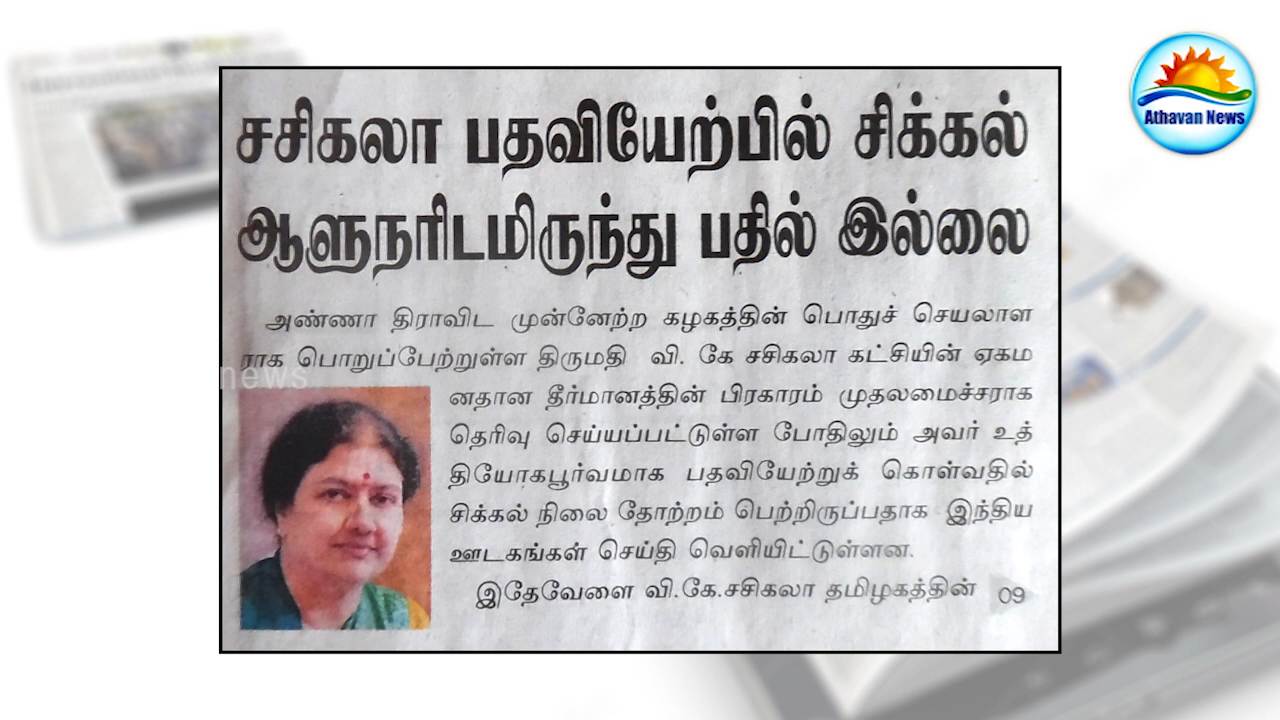 Athavan News
சசிகலா பதவியேற்பில் சிக்கல்
ஆளுநரிடமிருந்து பதில் இல்லை
அண்ணா திராவிட முன்னேற்ற கழகத்தின் பொதுச் செயலாள
ராக பொறுப்பேற்றுள்ள திருமதி வி. கே சசிகலா கட்சியின் ஏகம
னதான தீர்மானத்தின் பிரகாரம் முதலமைச்சராக
தெரிவு செய்யப்பட்டுள்ள போதிலும் அவர் உத்
தியோகபூர்வமாக பதவியேற்றுக் கொள்வதில்
சிக்கல் நிலை தோற்றம் பெற்றிருப்பதாக இந்திய
ஊடகங்கள் செய்தி வெளியிட்டுள்ளன.
இதேவேளை வி.கே.சசிகலா தமிழகத்தின் 09
news